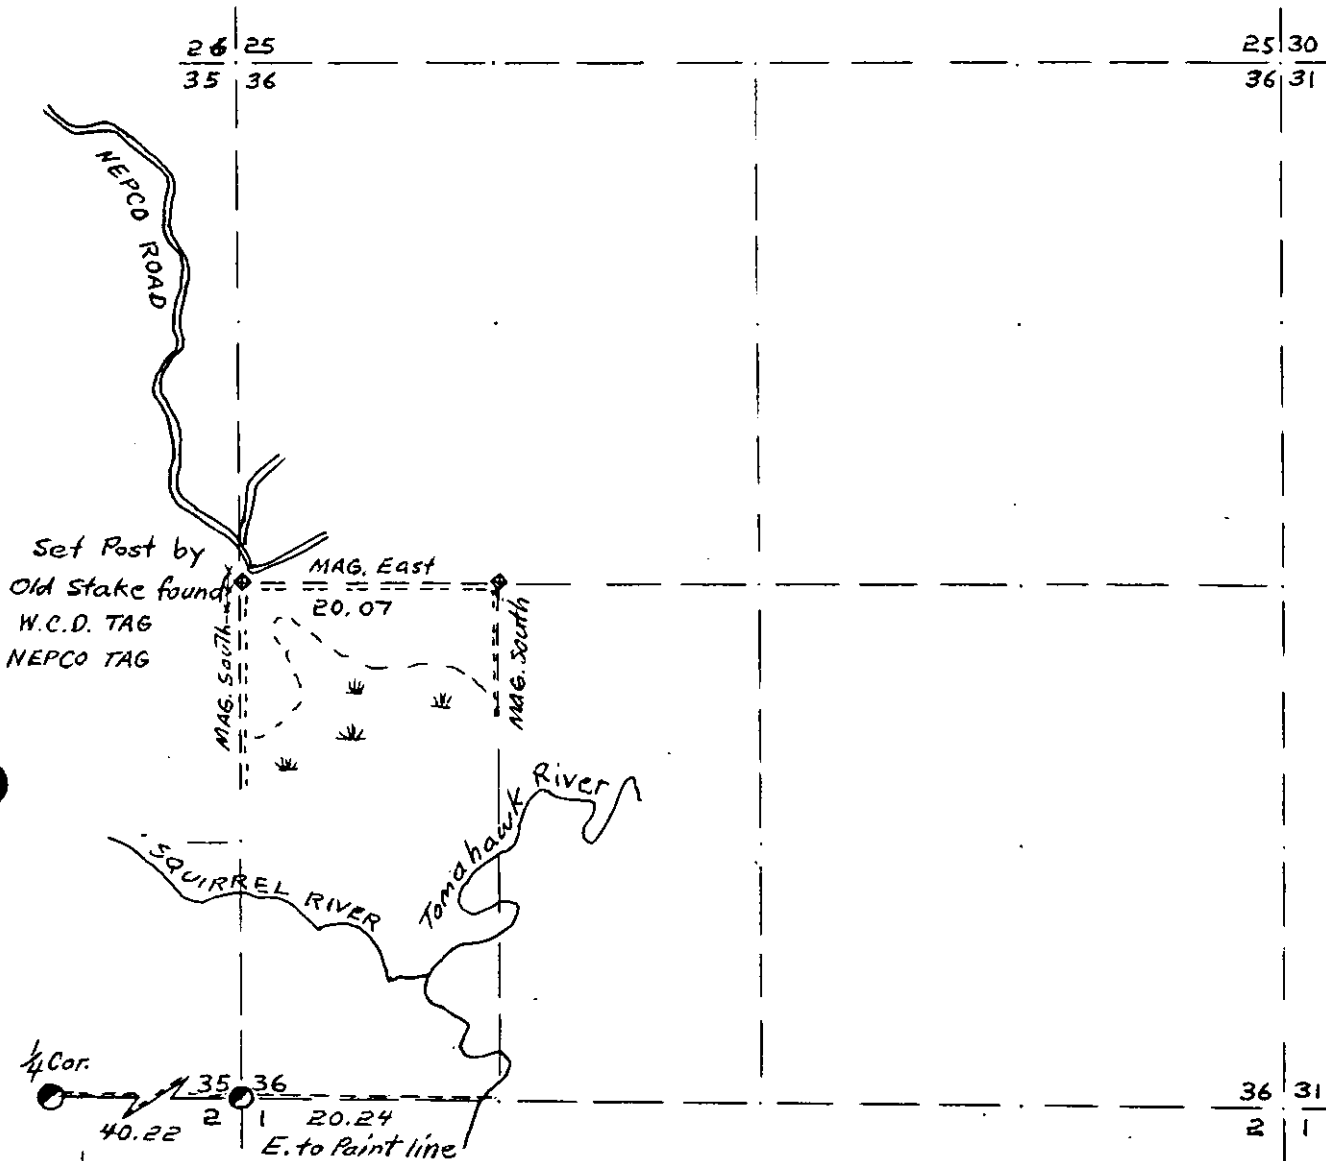 26 25
35 36
25 30
36 31
NEPCO ROAD
Set Post by
Old Stake found
W.C.D. TAG
NEPCO TAG
MAG. East
20.07
MAG. South
MAG. South
Tomahawk River
SQUIRREL RIVER
1/4 Cor.
40.22
35 36
2 1
20.24
E. to Paint line
36 31
2 1